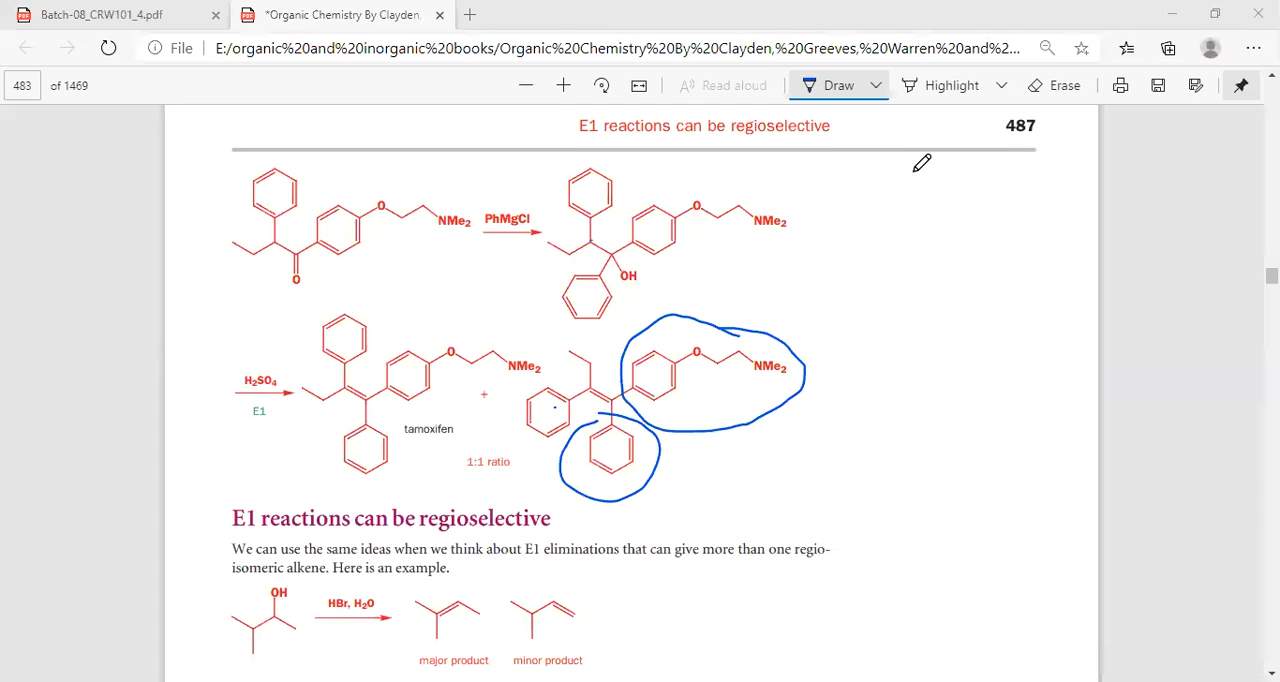 Batch-08_CRW101_4.pdf
*Organic Chemistry By Clayden,
File
E:/organic%20and%20inorganic%20books/Organic%20Chemistry%20By%20Clayden,%20Greeves,%20Warren%20and%2...
483 of 1469
Read aloud
Draw
Highlight
Erase
E1 reactions can be regioselective 487
O
NMe2
PhMgCl
O
NMe2
O
OH
H2SO4
E1
O
NMe2
+
O
NMe2
tamoxifen
1:1 ratio
E1 reactions can be regioselective
We can use the same ideas when we think about E1 eliminations that can give more than one regio-
isomeric alkene. Here is an example.
OH
HBr, H2O
major product
minor product